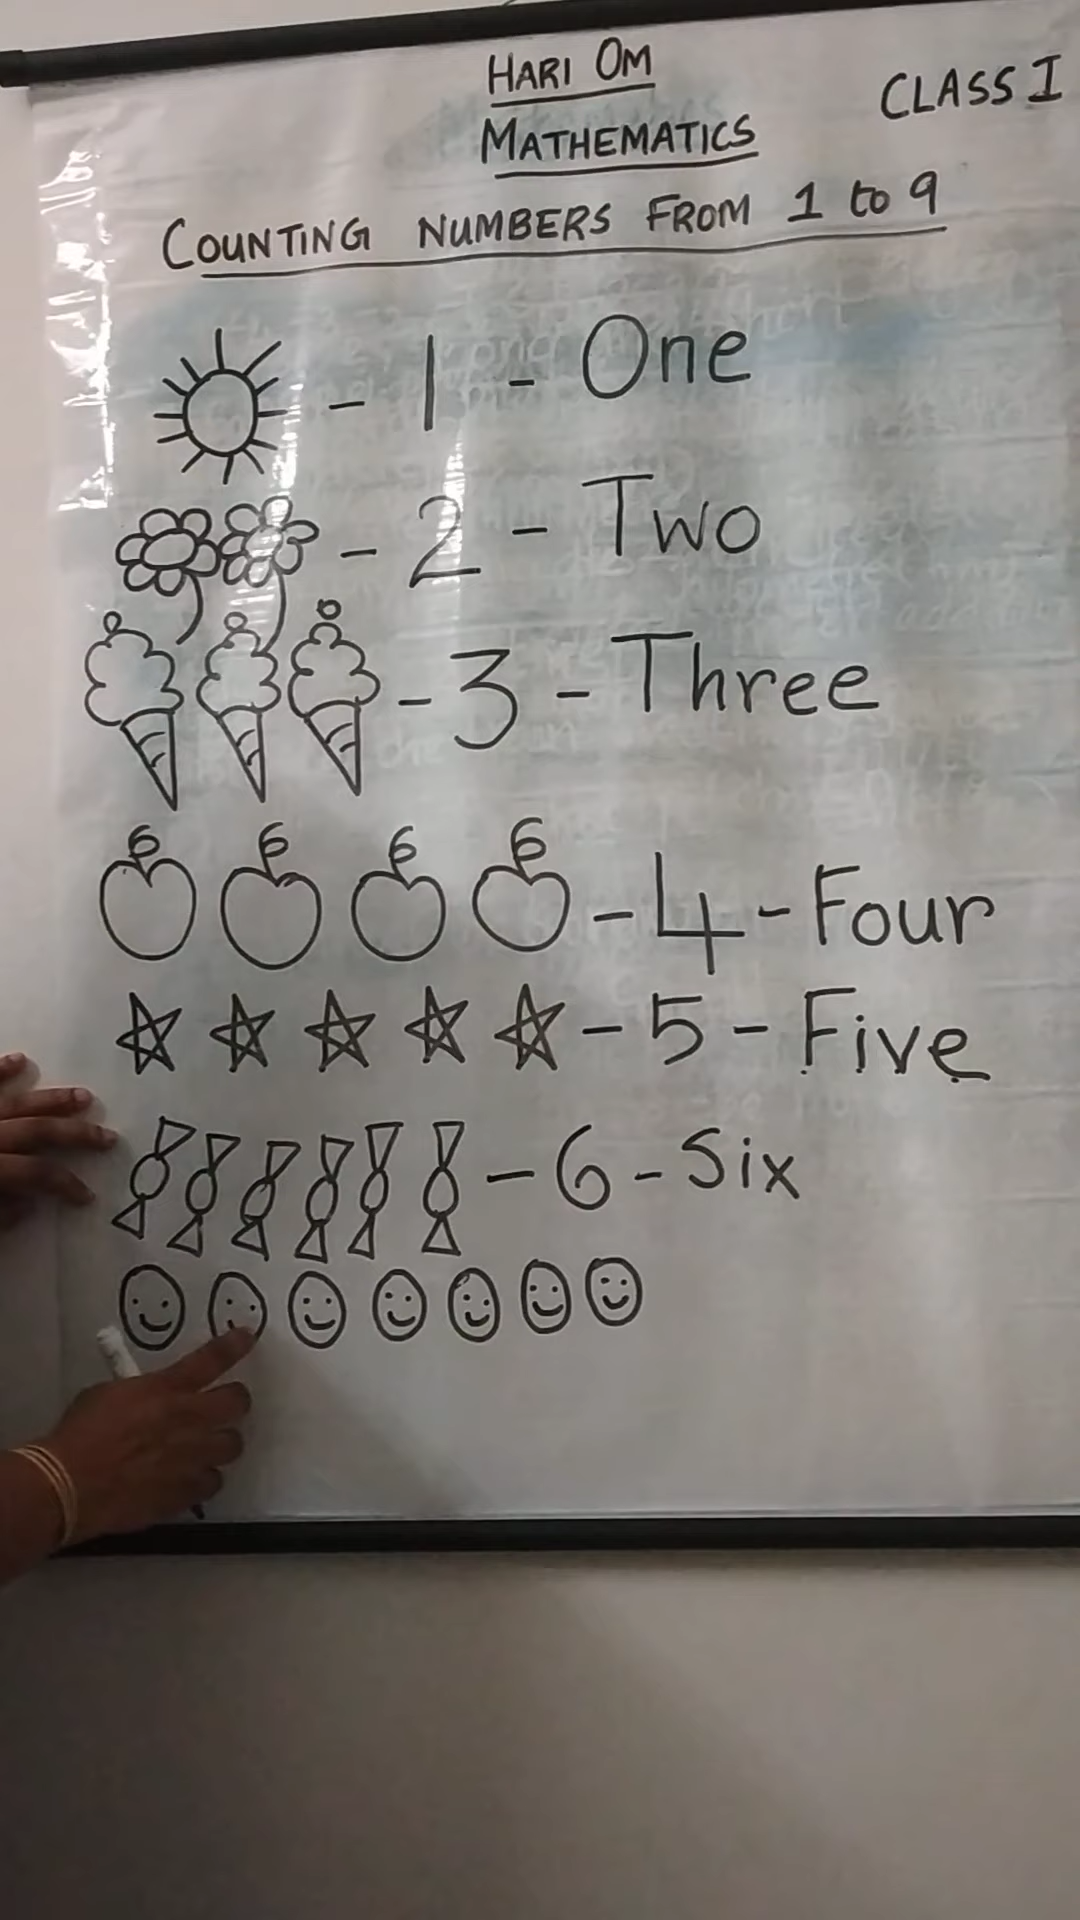 HARI OM
CLASS I
MATHEMATICS
COUNTING NUMBERS FROM 1 to 9
- 1 - One
- 2 - Two
- 3 - Three
- 4 - Four
- 5 - Five
- 6 - Six